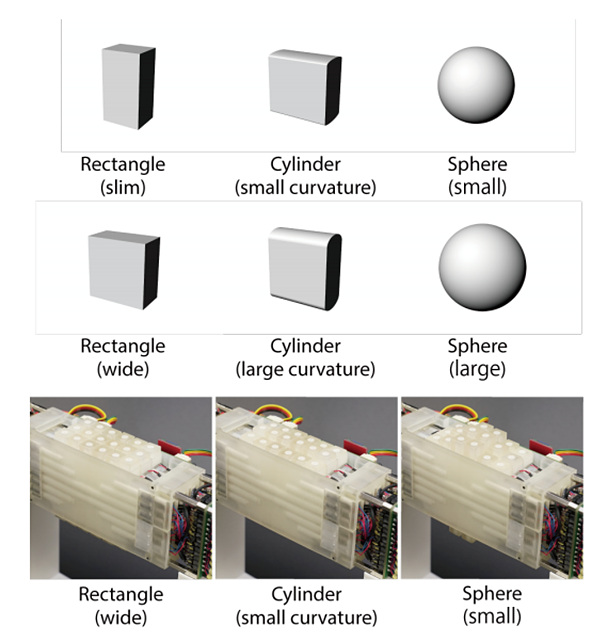 Rectangle Cylinder Sphere
(slim) (small curvature) (small)
Rectangle Cylinder Sphere
(wide) (large curvature) (large)
Rectangle Cylinder Sphere
(wide) (small curvature) (small)